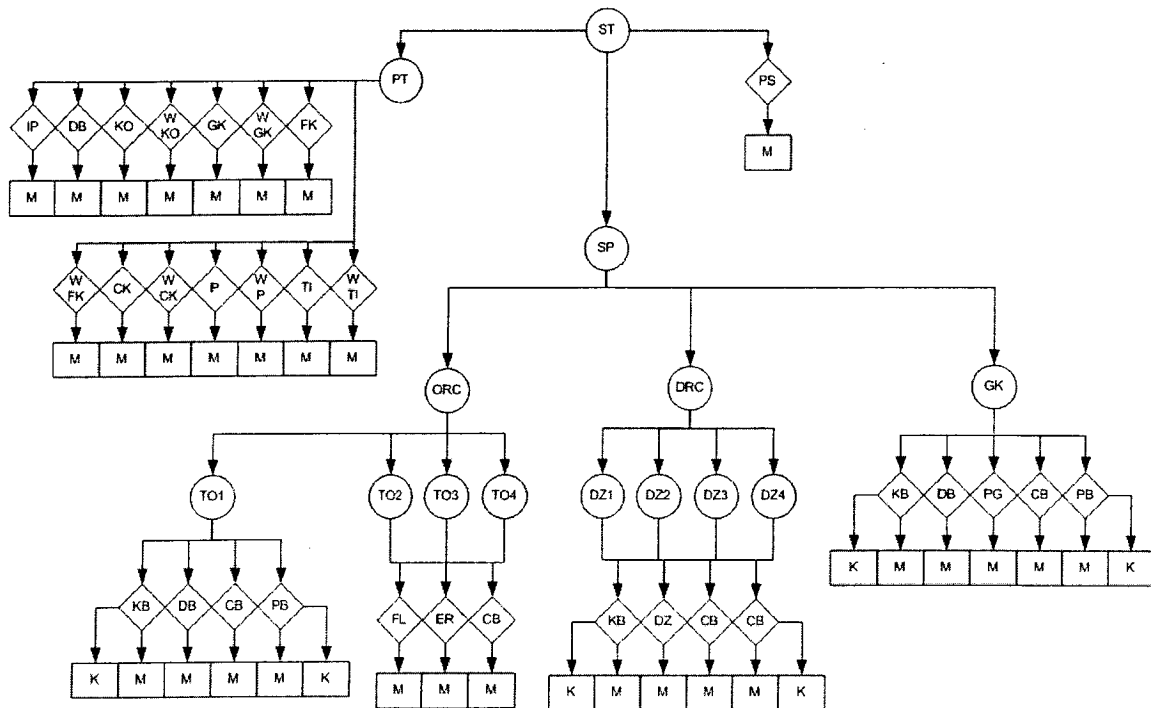 ST
PT
PS
IP DB KO W KO GK W GK FK
M
M M M M M M M
SP
W FK CK W CK IP W P TI W TI
M M M M M M M
ORC DRC GK
TO1 TO2 TO3 TO4 DZ1 DZ2 DZ3 DZ4
KB DB PG CB PB
K M M M M M K
KB DB CB PB FL ER CB KB DZ CB CB
K M M M M K M M M K M M M M K